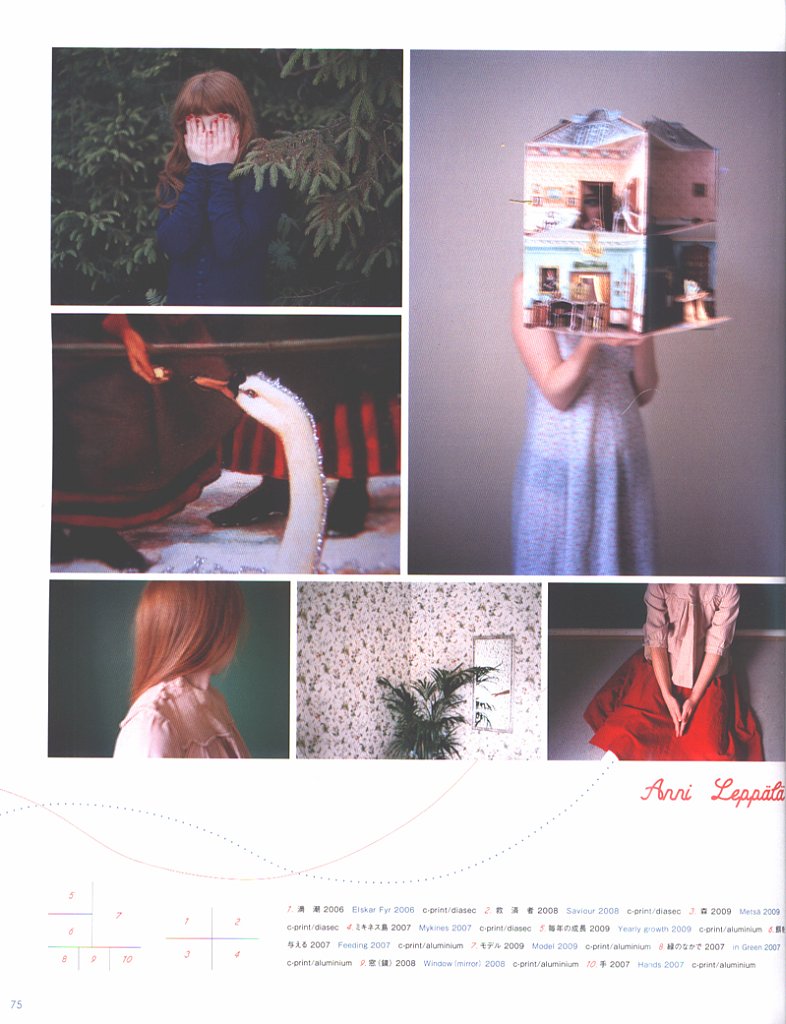 Anni Leppälä
5
7
6
8 9 10
1 2
3 4
1. 満 潮 2006 Elskar Fyr 2006 c-print/diasec 2. 救 済 者 2008 Saviour 2008 c-print/diasec 3. 森 2009 Metsä 2009
c-print/diasec 4. ミキネス島 2007 Mykines 2007 c-print/diasec 5. 毎年の成長 2009 Yearly growth 2009 c-print/aluminium 6.
与える 2007 Feeding 2007 c-print/aluminium 7. モデル 2009 Model 2009 c-print/aluminium 8. 緑のなかで 2007 in Green 2007
c-print/aluminium 9. 窓(鏡) 2008 Window (mirror) 2008 c-print/aluminium 10. 手 2007 Hands 2007 c-print/aluminium
75